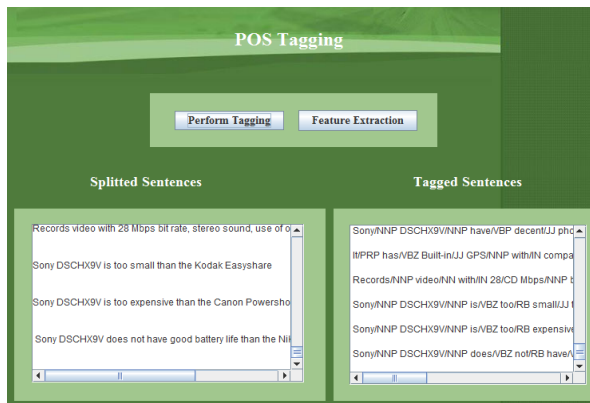 POS Tagging
Perform Tagging
Feature Extraction
Splitted Sentences
Tagged Sentences
Records video with 28 Mbps bit rate, stereo sound, use of o
Sony DSCHX9V is too small than the Kodak Easyshare
Sony DSCHX9V is too expensive than the Canon Powersho
Sony DSCHX9V does not have good battery life than the Ni
Sony/NNP DSCHX9V/NNP have/VBP decent/JJ pho
It/PRP has/VBZ Built-in/JJ GPS/NNP with/IN compa
Records/NNP video/NN with/IN 28/CD Mbps/NNP b
Sony/NNP DSCHX9V/NNP is/VBZ too/RB small/JJ t
Sony/NNP DSCHX9V/NNP is/VBZ too/RB expensive
Sony/NNP DSCHX9V/NNP does/VBZ not/RB have/V